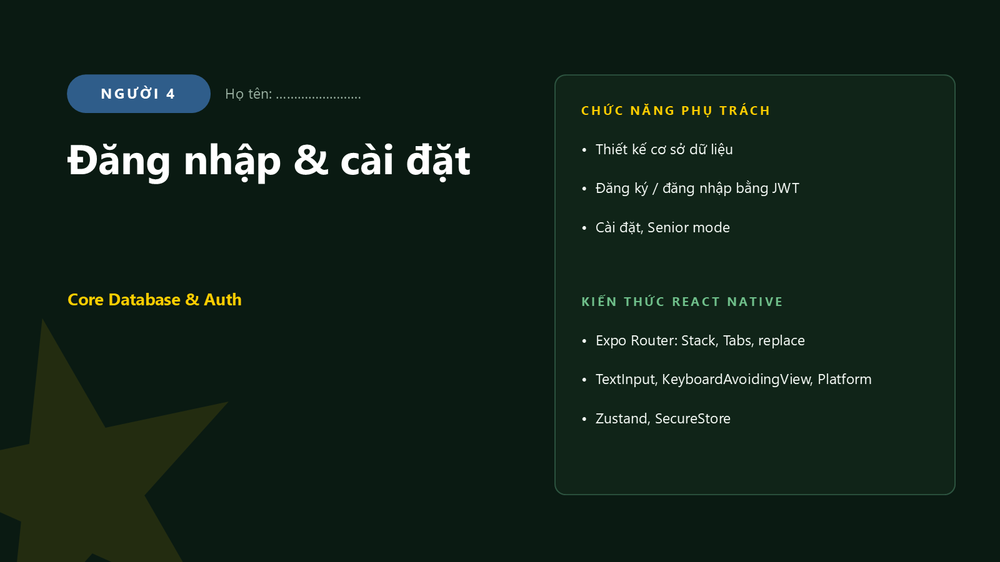 NGƯỜI 4
Họ tên: ........................
Đăng nhập & cài đặt
Core Database & Auth
CHỨC NĂNG PHỤ TRÁCH
• Thiết kế cơ sở dữ liệu
• Đăng ký / đăng nhập bằng JWT
• Cài đặt, Senior mode
KIẾN THỨC REACT NATIVE
• Expo Router: Stack, Tabs, replace
• TextInput, KeyboardAvoidingView, Platform
• Zustand, SecureStore